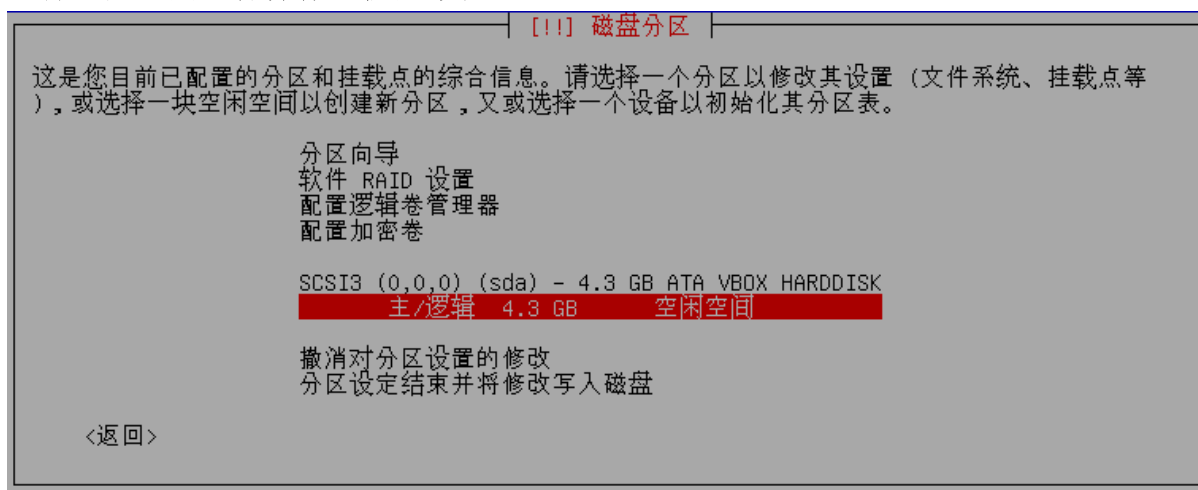 [!!] 磁盘分区
这是您目前已配置的分区和挂载点的综合信息。请选择一个分区以修改其设置 (文件系统、挂载点等
),或选择一块空闲空间以创建新分区,又或选择一个设备以初始化其分区表。
分区向导
软件 RAID 设置
配置逻辑卷管理器
配置加密卷
SCSI3 (0,0,0) (sda) - 4.3 GB ATA VBOX HARDDISK
主/逻辑 4.3 GB 空闲空间
撤消对分区设置的修改
分区设定结束并将修改写入磁盘
<返回>